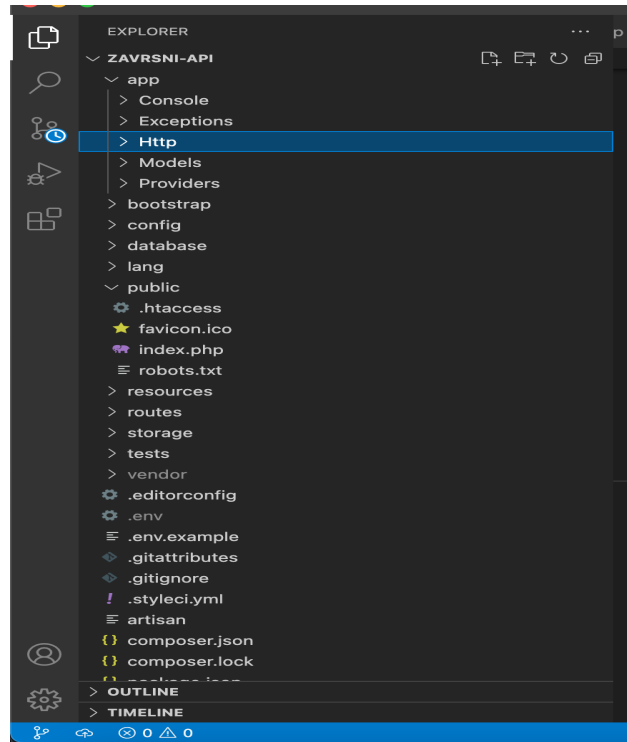 EXPLORER
ZAVRSNI-API
app
Console
Exceptions
Http
Models
Providers
bootstrap
config
database
lang
public
.htaccess
favicon.ico
index.php
robots.txt
resources
routes
storage
tests
vendor
.editorconfig
.env
.env.example
.gitattributes
.gitignore
.styleci.yml
artisan
composer.json
composer.lock
OUTLINE
TIMELINE
0 0